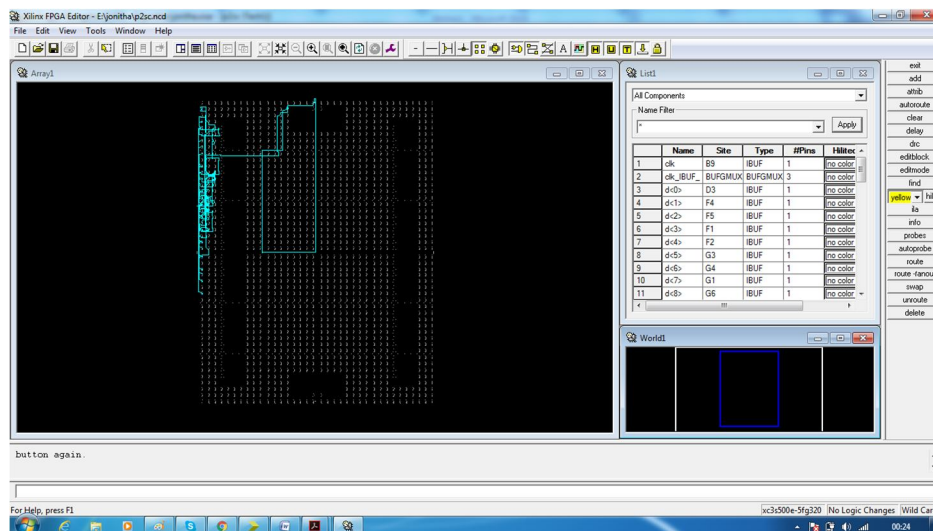 Xilinx FPGA Editor - E:\jonitha\p2sc.ncd
File Edit View Tools Window Help
A
Array1
List1
All Components
Name Filter
*
Apply
Name Site Type #Pins Hilitec
1 clk B9 IBUF 1 no color
2 clk_IBUF_ BUFGMUX BUFGMUX 3 no color
3 d<0> D3 IBUF 1 no color
4 d<1> F4 IBUF 1 no color
5 d<2> F5 IBUF 1 no color
6 d<3> F1 IBUF 1 no color
7 d<4> F2 IBUF 1 no color
8 d<5> G3 IBUF 1 no color
9 d<6> G4 IBUF 1 no color
10 d<7> G1 IBUF 1 no color
11 d<8> G6 IBUF 1 no color
World1
exit
add
attrib
autoroute
clear
delay
drc
editblock
editmode
find
yellow hil
ila
info
probes
autoprobe
route
route -fanou
swap
unroute
delete
button again.
For Help, press F1
xc3s500e-5fg320 No Logic Changes Wild Car
00:24